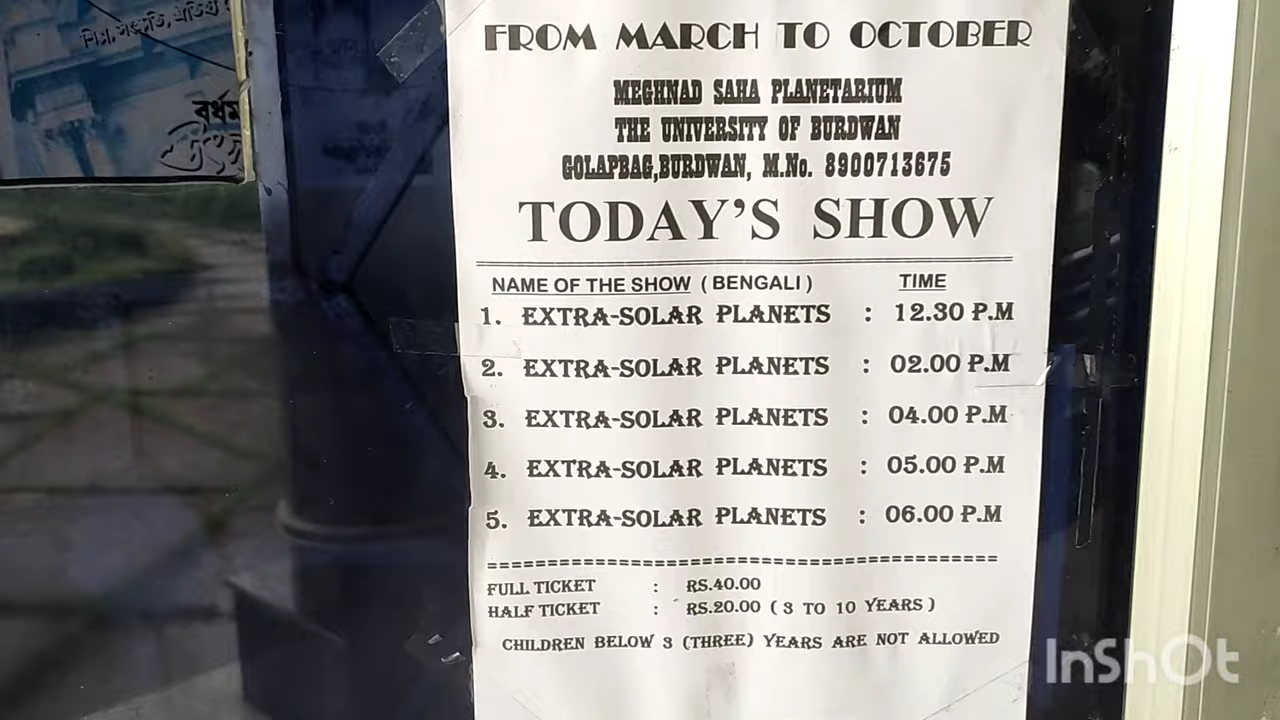 শিল্প, সংস্কৃতি, ঐতিহ্য
FROM MARCH TO OCTOBER
MEGHNAD SAHA PLANETARIUM
THE UNIVERSITY OF BURDWAN
GOLAPBAG,BURDWAN, M.No. 8900713675
TODAY'S SHOW
NAME OF THE SHOW ( BENGALI ) TIME
1. EXTRA-SOLAR PLANETS : 12.30 P.M
2. EXTRA-SOLAR PLANETS : 02.00 P.M
3. EXTRA-SOLAR PLANETS : 04.00 P.M
4. EXTRA-SOLAR PLANETS : 05.00 P.M
5. EXTRA-SOLAR PLANETS : 06.00 P.M
FULL TICKET : RS.40.00
HALF TICKET : RS.20.00 ( 3 TO 10 YEARS )
CHILDREN BELOW 3 (THREE) YEARS ARE NOT ALLOWED
InShOt